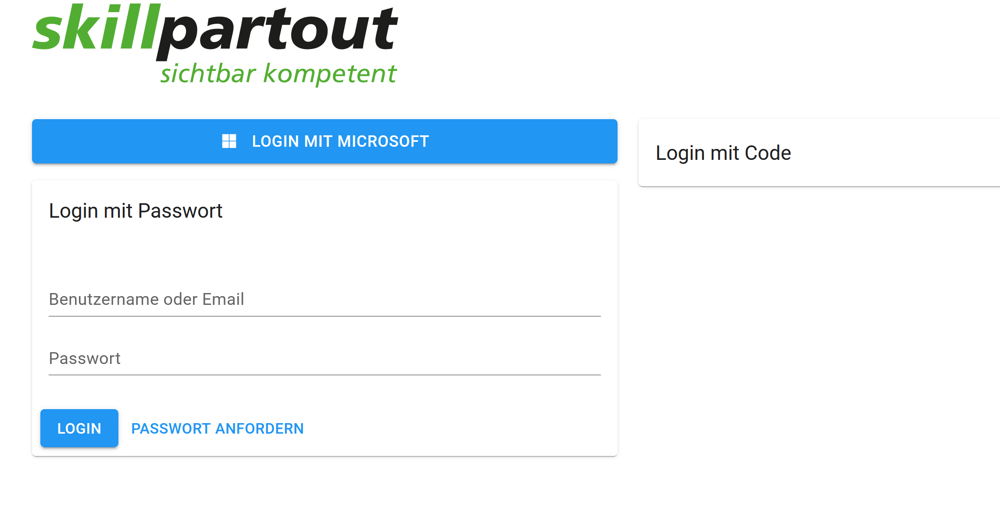 skillpartout
sichtbar kompetent
LOGIN MIT MICROSOFT
Login mit Passwort
Benutzername oder Email
Passwort
LOGIN PASSWORT ANFORDERN
Login mit Code